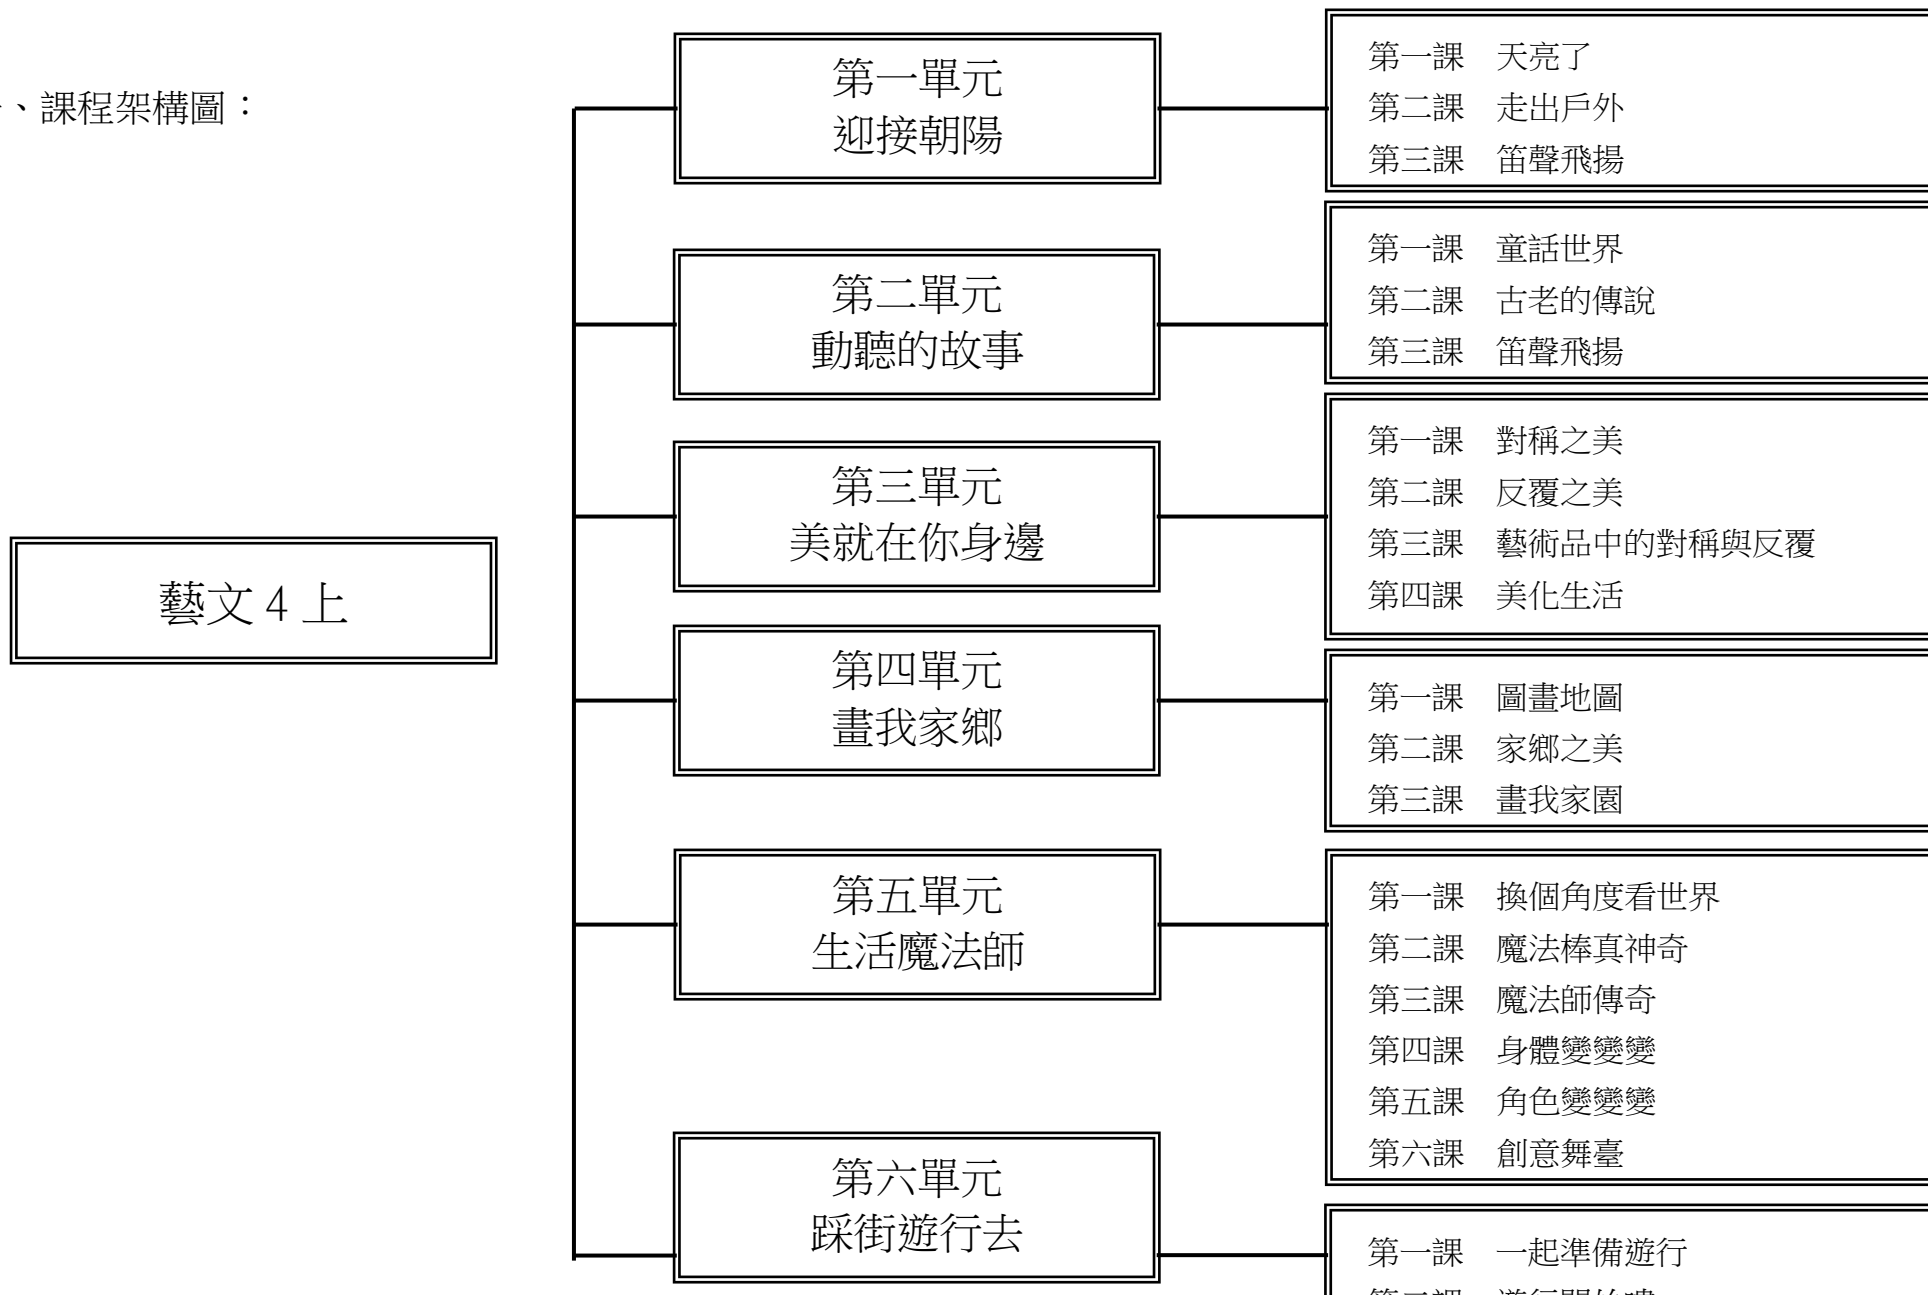 、課程架構圖：
藝文 4 上
第一單元
迎接朝陽
第一課　天亮了
第二課　走出戶外
第三課　笛聲飛揚
第二單元
動聽的故事
第一課　童話世界
第二課　古老的傳說
第三課　笛聲飛揚
第三單元
美就在你身邊
第一課　對稱之美
第二課　反覆之美
第三課　藝術品中的對稱與反覆
第四課　美化生活
第四單元
畫我家鄉
第一課　圖畫地圖
第二課　家鄉之美
第三課　畫我家園
第五單元
生活魔法師
第一課　換個角度看世界
第二課　魔法棒真神奇
第三課　魔法師傳奇
第四課　身體變變變
第五課　角色變變變
第六課　創意舞臺
第六單元
踩街遊行去
第一課　一起準備遊行